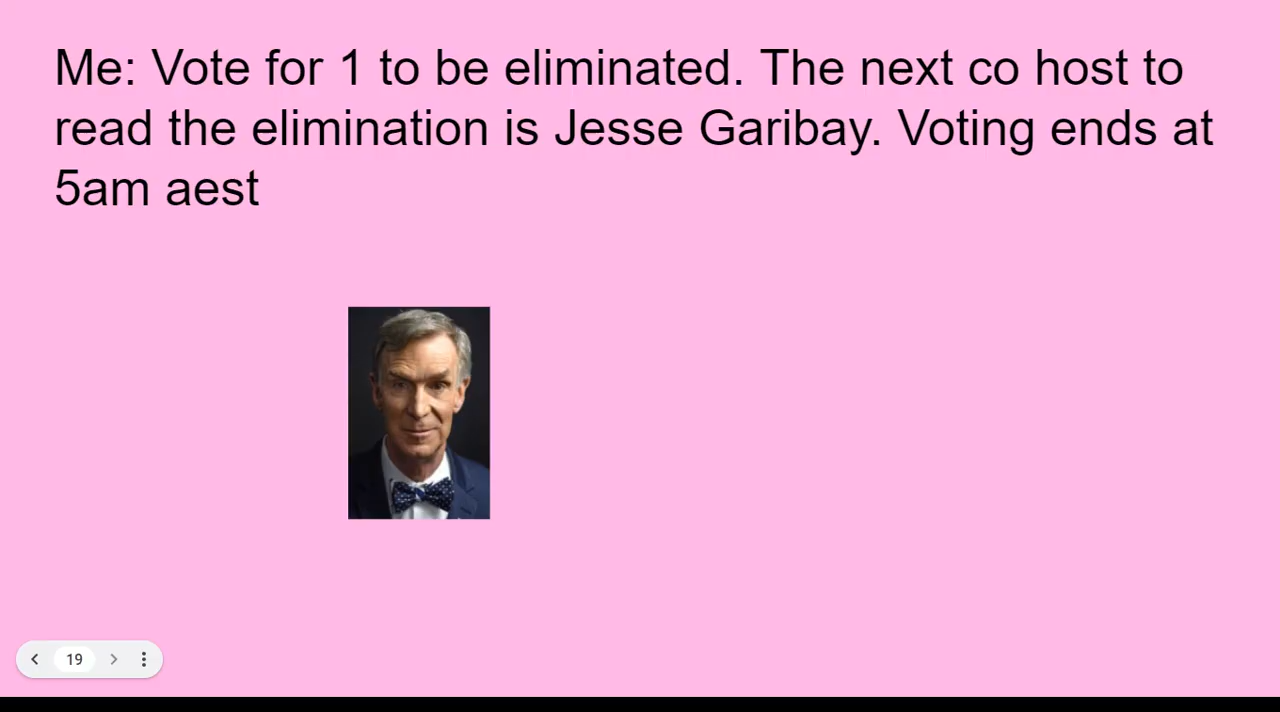 Me: Vote for 1 to be eliminated. The next co host to
read the elimination is Jesse Garibay. Voting ends at
5am aest
19